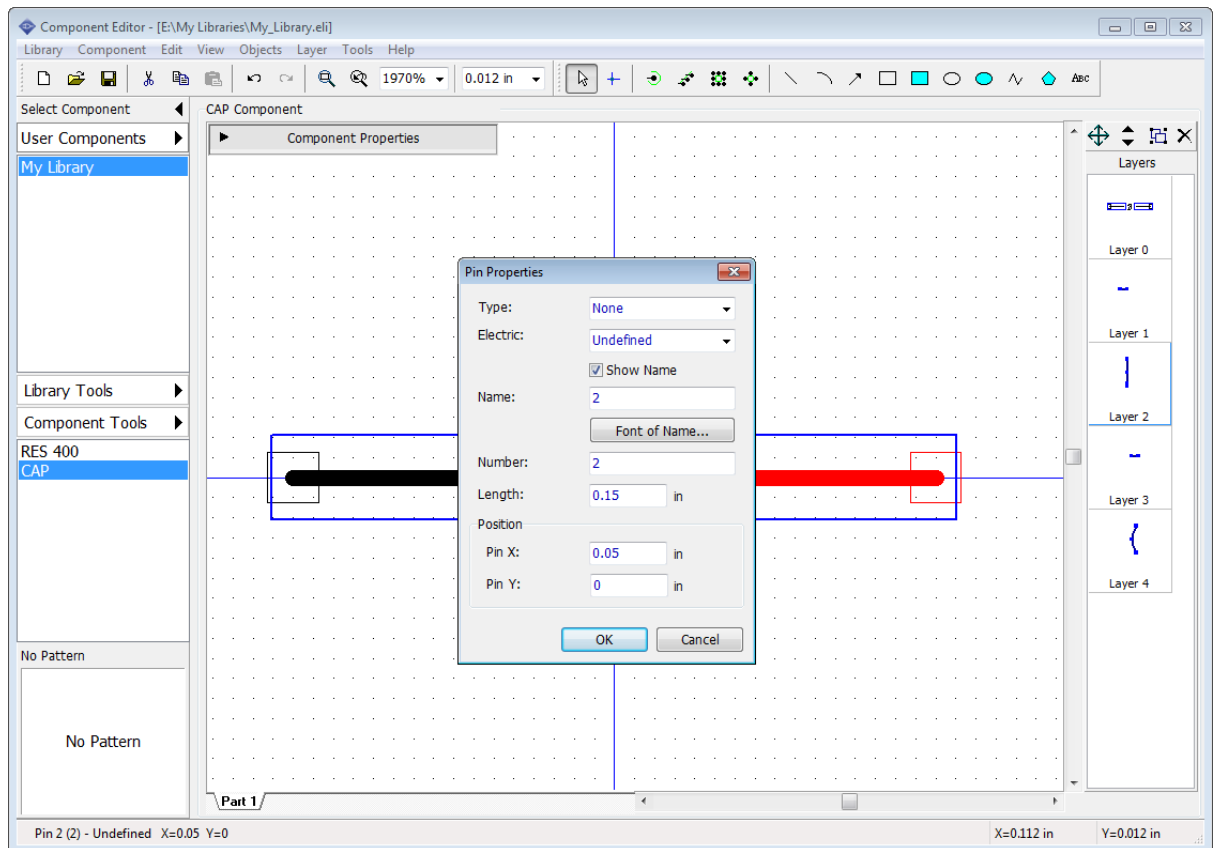 Component Editor - [E:\My Libraries\My_Library.eli]
Library Component Edit View Objects Layer Tools Help
1970% 0.012 in ABC
Select Component
CAP Component
User Components
Component Properties
My Library
Layers
Layer 0
Pin Properties
Type: None
Layer 1
Electric: Undefined
Show Name
Library Tools
Name: 2
Layer 2
Component Tools
Font of Name...
RES 400
CAP
Number: 2
Length: 0.15 in
Layer 3
Position
Pin X: 0.05 in
Pin Y: 0 in
Layer 4
OK Cancel
No Pattern
No Pattern
Part 1
Pin 2 (2) - Undefined X=0.05 Y=0 X=0.112 in Y=0.012 in